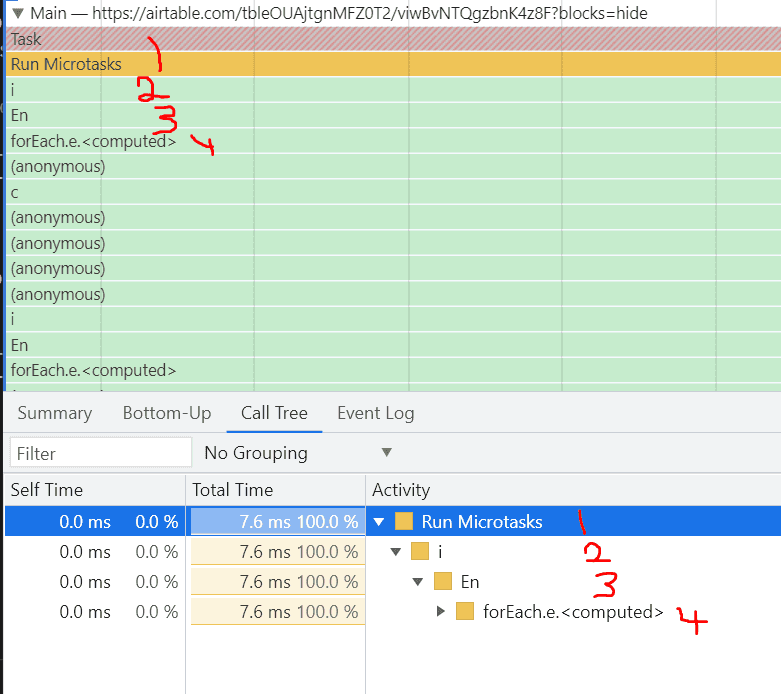 Main — https://airtable.com/tbleOUAjtgnMFZ0T2/viwBvNTQgzbnK4z8F?blocks=hide
Task
1
Run Microtasks
i 2
En 3
forEach.e.<computed> 4
(anonymous)
c
(anonymous)
(anonymous)
(anonymous)
(anonymous)
i
En
forEach.e.<computed>
Summary Bottom-Up Call Tree Event Log
Filter No Grouping
Self Time Total Time Activity
0.0 ms 0.0 % 7.6 ms 100.0 % Run Microtasks 1
0.0 ms 0.0 % 7.6 ms 100.0 % i 2
0.0 ms 0.0 % 7.6 ms 100.0 % En 3
0.0 ms 0.0 % 7.6 ms 100.0 % forEach.e.<computed> 4